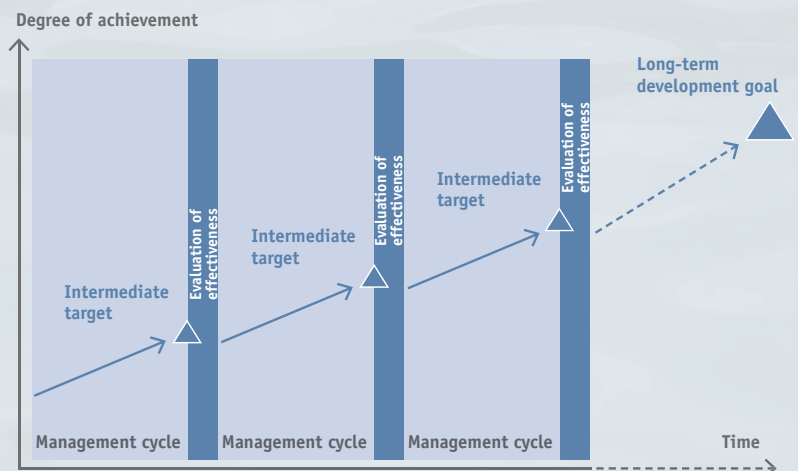 Degree of achievement
Long-term
development goal
Evaluation of
effectiveness
Intermediate
target
Evaluation of
effectiveness
Intermediate
target
Evaluation of
effectiveness
Intermediate
target
Management cycle
Management cycle
Management cycle
Time